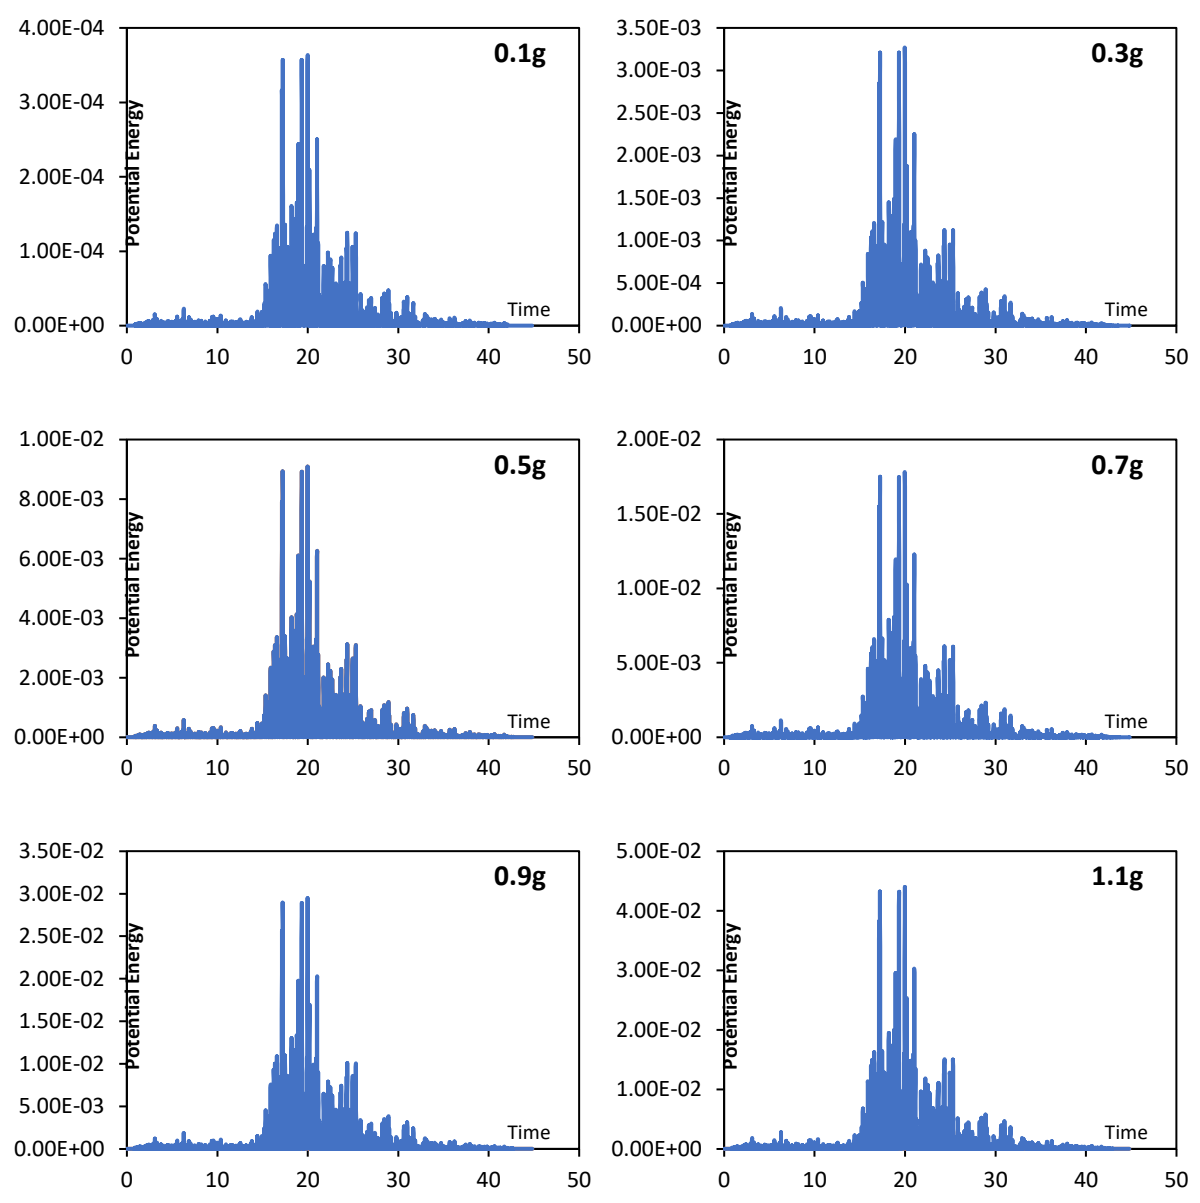 4.00E-04
3.00E-04
2.00E-04
1.00E-04
0.00E+00
Potential Energy
0.1g
Time
0 10 20 30 40 50
3.50E-03
3.00E-03
2.50E-03
2.00E-03
1.50E-03
1.00E-03
5.00E-04
0.00E+00
Potential Energy
0.3g
Time
0 10 20 30 40 50
1.00E-02
8.00E-03
6.00E-03
4.00E-03
2.00E-03
0.00E+00
Potential Energy
0.5g
Time
0 10 20 30 40 50
2.00E-02
1.50E-02
1.00E-02
5.00E-03
0.00E+00
Potential Energy
0.7g
Time
0 10 20 30 40 50
3.50E-02
3.00E-02
2.50E-02
2.00E-02
1.50E-02
1.00E-02
5.00E-03
0.00E+00
Potential Energy
0.9g
Time
0 10 20 30 40 50
5.00E-02
4.00E-02
3.00E-02
2.00E-02
1.00E-02
0.00E+00
Potential Energy
1.1g
Time
0 10 20 30 40 50